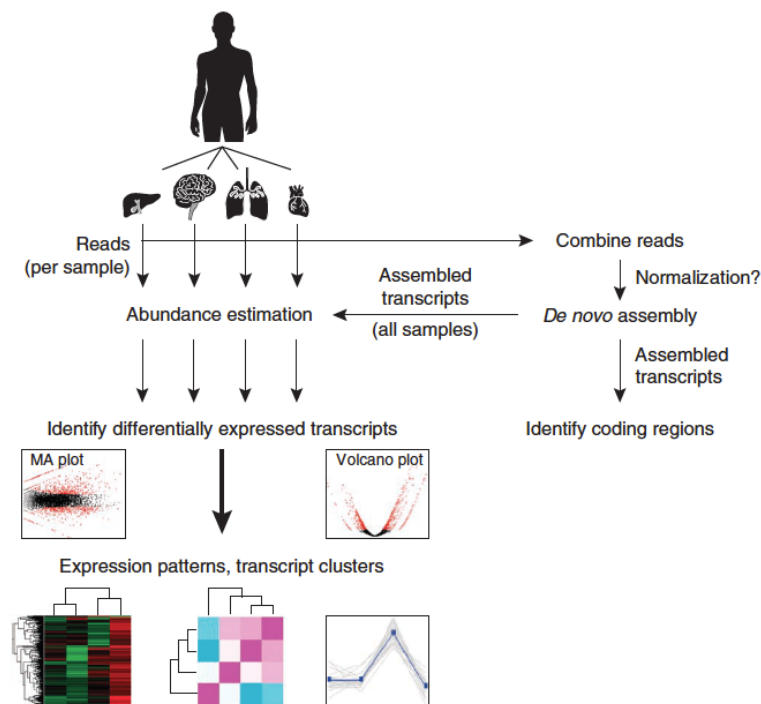 Reads
(per sample)
Combine reads
Normalization?
Assembled
transcripts
(all samples)
Abundance estimation
De novo assembly
Assembled
transcripts
Identify differentially expressed transcripts
Identify coding regions
MA plot
Volcano plot
Expression patterns, transcript clusters